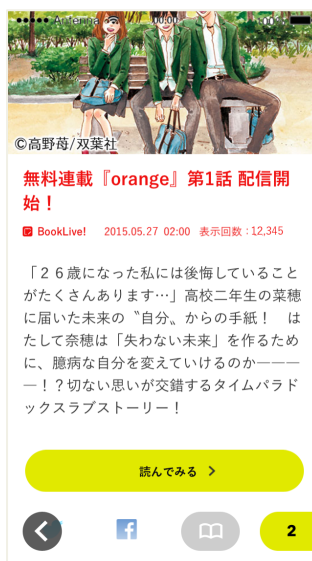 Antenna 00:00 100%
©高野苺/双葉社
無料連載『orange』第1話 配信開
始！
BookLive! 2015.05.27 02:00 表示回数：12,345
「２６歳になった私には後悔していること
がたくさんあります…」高校二年生の菜穂
に届いた未来の〝自分〟からの手紙！　は
たして奈穂は「失わない未来」を作るため
に、臆病な自分を変えていけるのか―――
―！？切ない思いが交錯するタイムパラド
ックスラブストーリー！
読んでみる
2